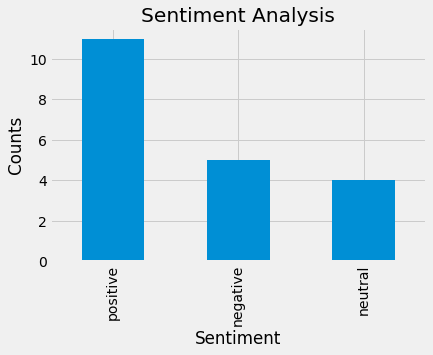 Sentiment Analysis
Counts
10
8
6
4
2
0
positive
negative
neutral
Sentiment